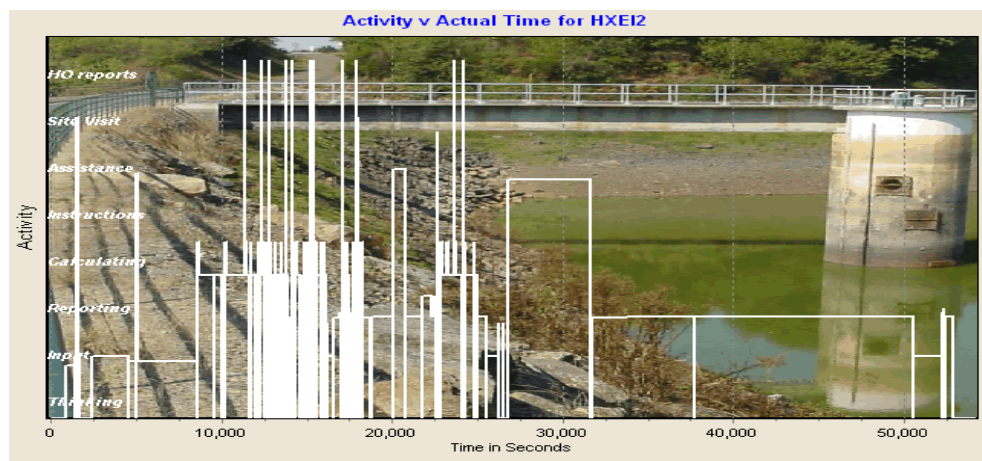 Activity v Actual Time for HXEI2
HO reports
Site Visit
Assistance
Instructions
Calculating
Reporting
Input
Thinking
Activity
0 10,000 20,000 30,000 40,000 50,000
Time in Seconds